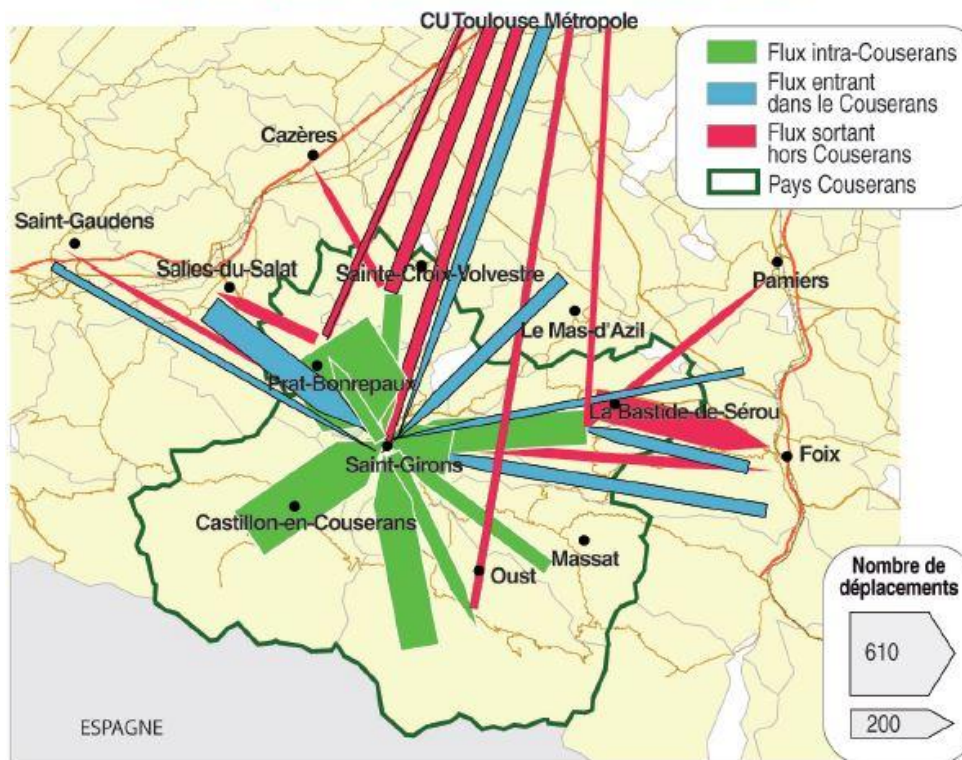 CU Toulouse Métropole
Flux intra-Couserans
Flux entrant
dans le Couserans
Flux sortant
hors Couserans
Pays Couserans
Cazères
Saint-Gaudens
Salies-du-Salat
Sainte-Croix-Volvestre
Pamiers
Le Mas-d'Azil
Prat-Bonrepaux
La Bastide-de-Sérou
Saint-Girons
Foix
Castillon-en-Couserans
Massat
Oust
Nombre de
déplacements
610
200
ESPAGNE